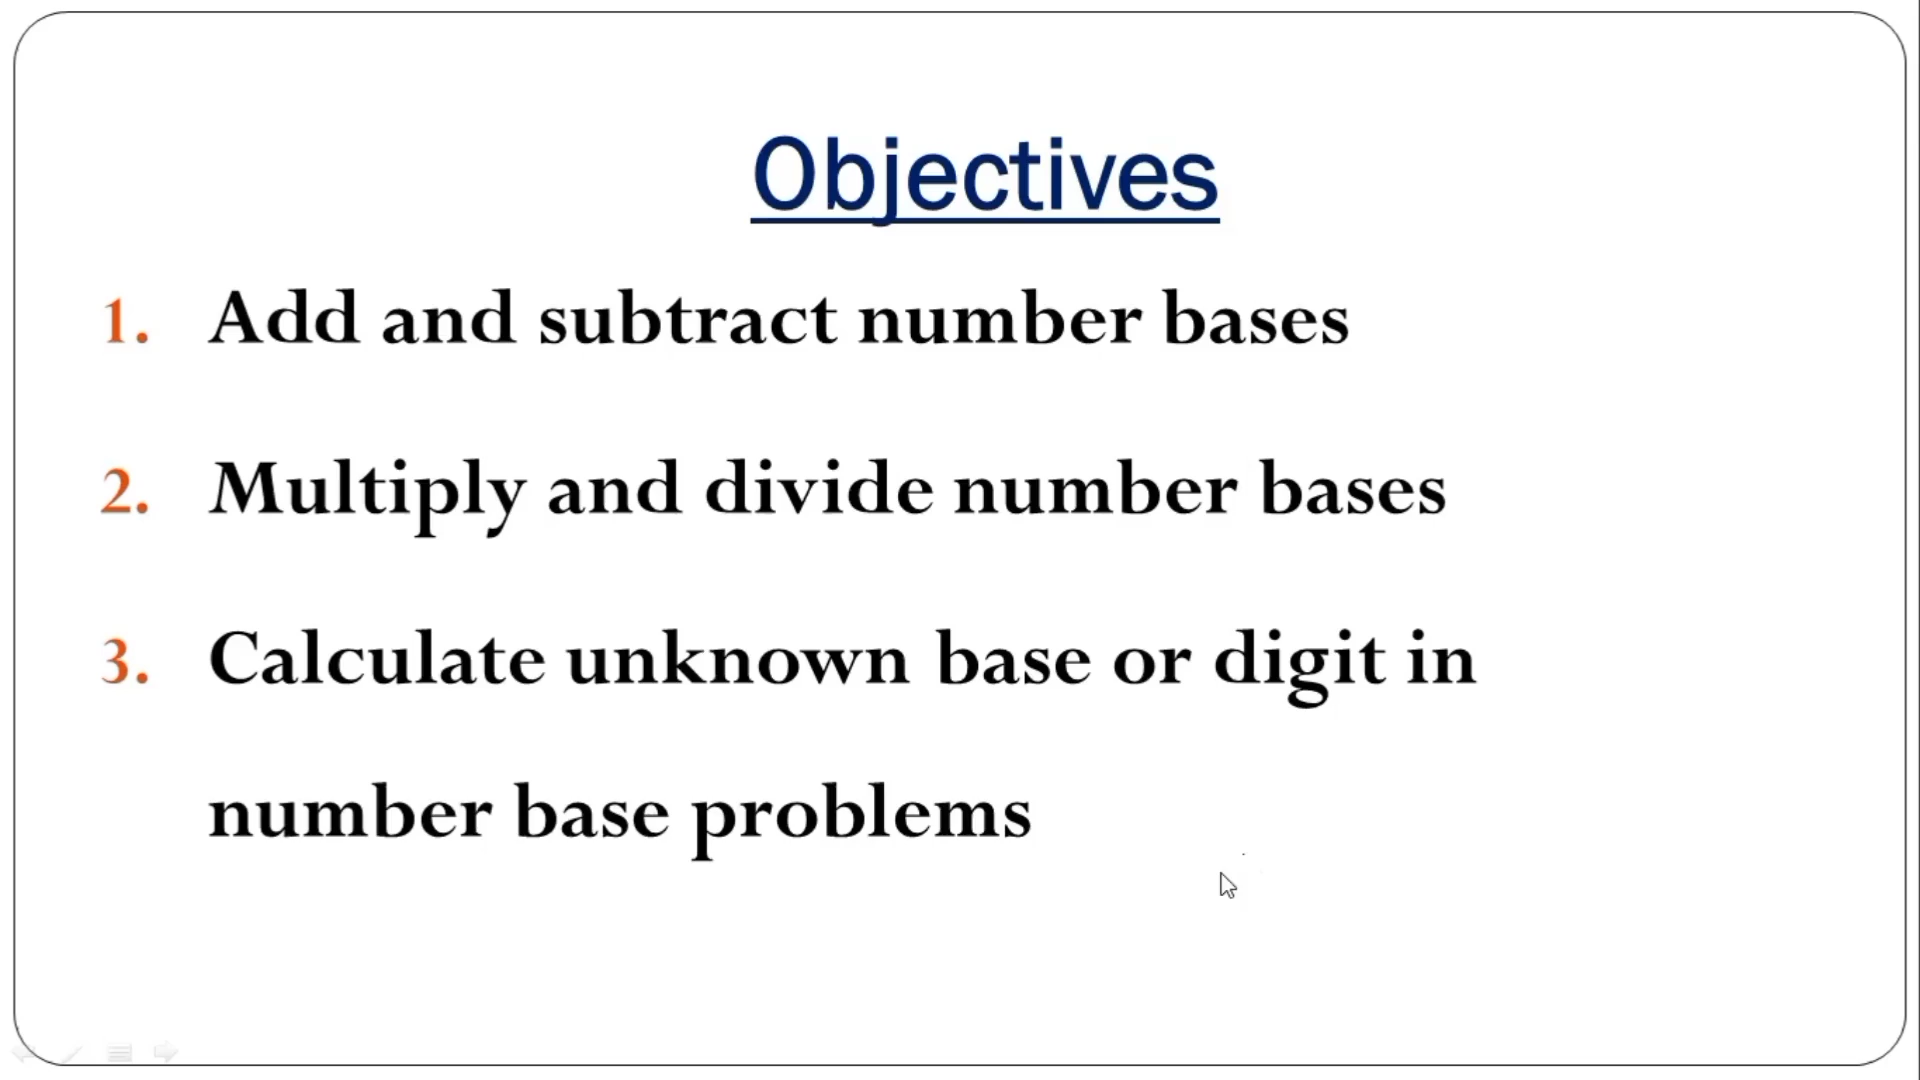 Objectives
1. Add and subtract number bases
2. Multiply and divide number bases
3. Calculate unknown base or digit in
number base problems